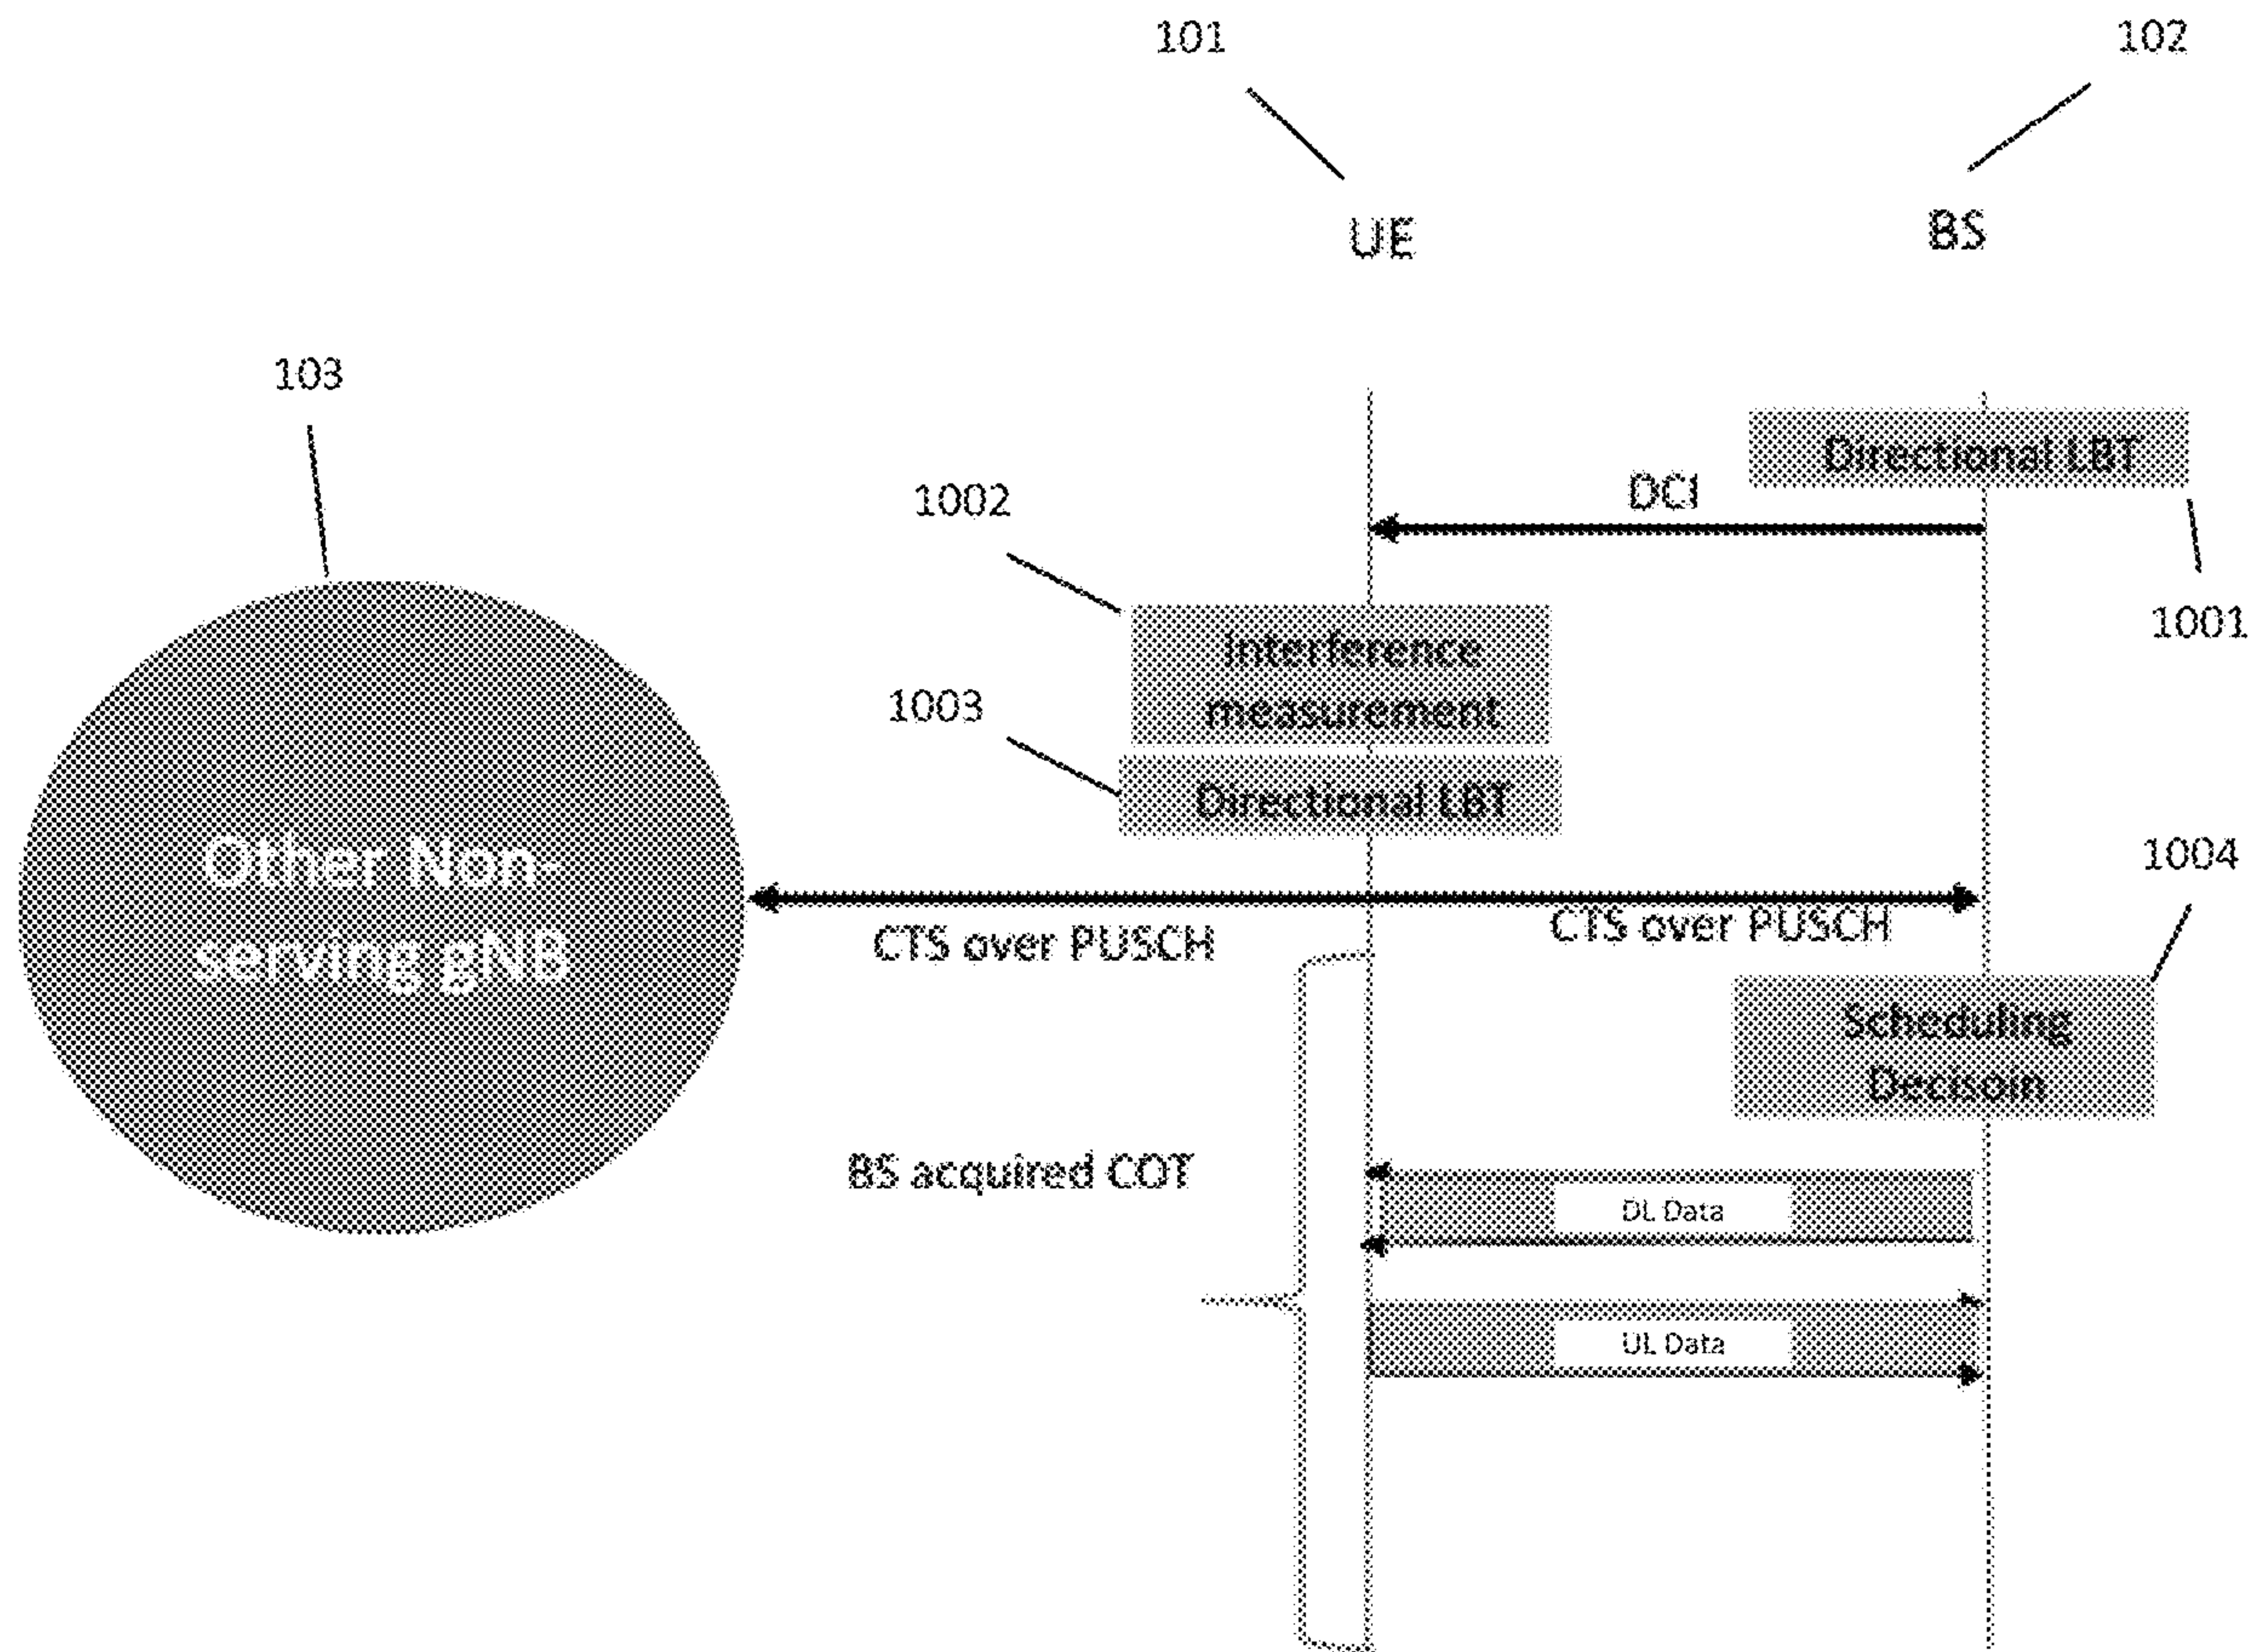 101
102
UE
BS
103
Directional LBT
DCI
1002
1001
Interference
measurement
1003
Directional LBT
Other Non-
serving gNB
1004
CTS over PUSCH
CTS over PUSCH
Scheduling
Decisoin
BS acquired COT
DL Data
UL Data